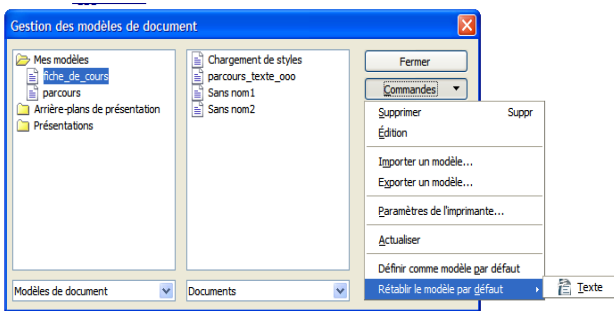 Gestion des modèles de document
Mes modèles
fiche_de_cours
parcours
Arrière-plans de présentation
Présentations
Chargement de styles
parcours_texte_ooo
Sans nom1
Sans nom2
Fermer
Commandes
Supprimer Suppr
Édition
Importer un modèle...
Exporter un modèle...
Paramètres de l'imprimante...
Actualiser
Définir comme modèle par défaut
Rétablir le modèle par défaut
Texte
Modèles de document
Documents